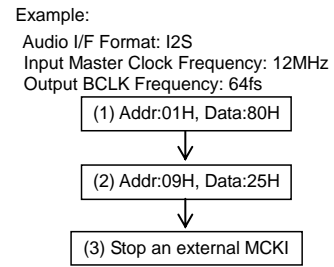 Example:
Audio I/F Format: I2S
Input Master Clock Frequency: 12MHz
Output BCLK Frequency: 64fs
(1) Addr:01H, Data:80H
(2) Addr:09H, Data:25H
(3) Stop an external MCKI